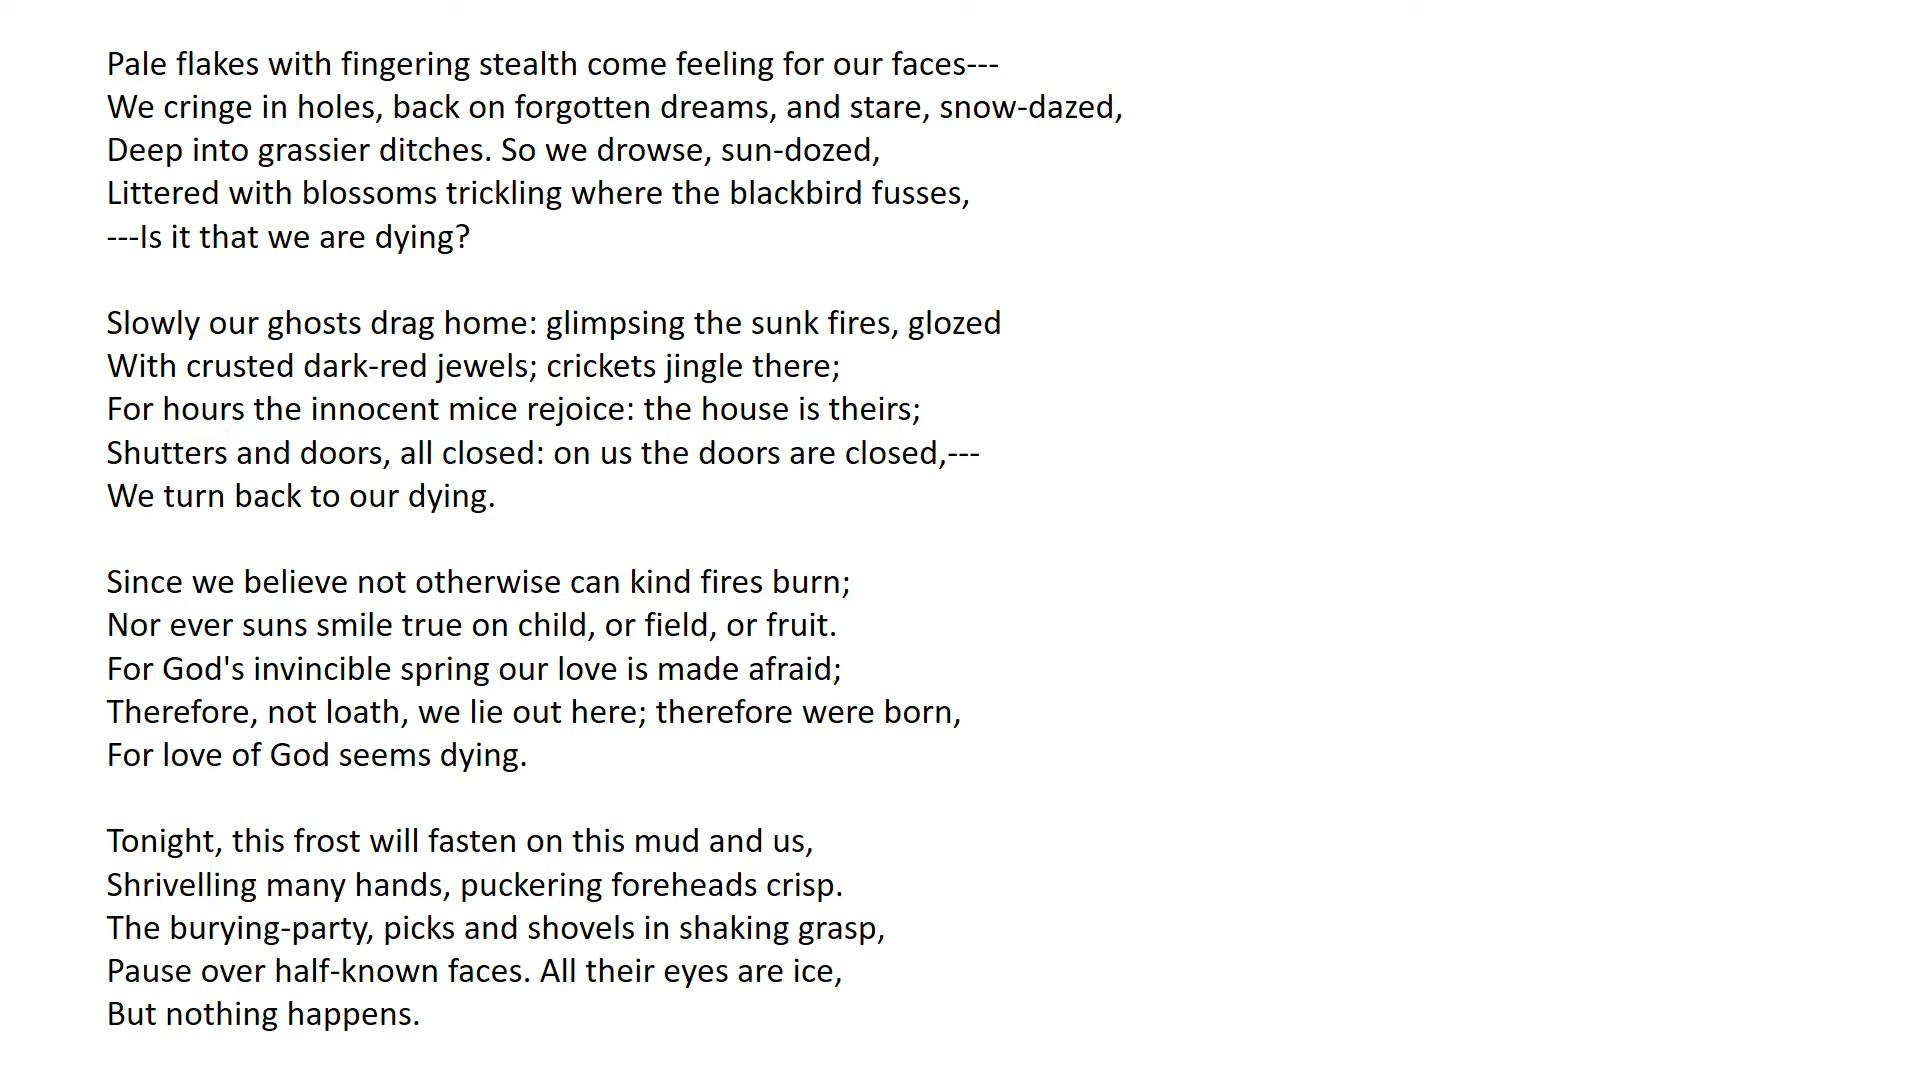 Pale flakes with fingering stealth come feeling for our faces---
We cringe in holes, back on forgotten dreams, and stare, snow-dazed,
Deep into grassier ditches. So we drowse, sun-dozed,
Littered with blossoms trickling where the blackbird fusses,
---Is it that we are dying?

Slowly our ghosts drag home: glimpsing the sunk fires, glozed
With crusted dark-red jewels; crickets jingle there;
For hours the innocent mice rejoice: the house is theirs;
Shutters and doors, all closed: on us the doors are closed,---
We turn back to our dying.

Since we believe not otherwise can kind fires burn;
Nor ever suns smile true on child, or field, or fruit.
For God's invincible spring our love is made afraid;
Therefore, not loath, we lie out here; therefore were born,
For love of God seems dying.

Tonight, this frost will fasten on this mud and us,
Shrivelling many hands, puckering foreheads crisp.
The burying-party, picks and shovels in shaking grasp,
Pause over half-known faces. All their eyes are ice,
But nothing happens.